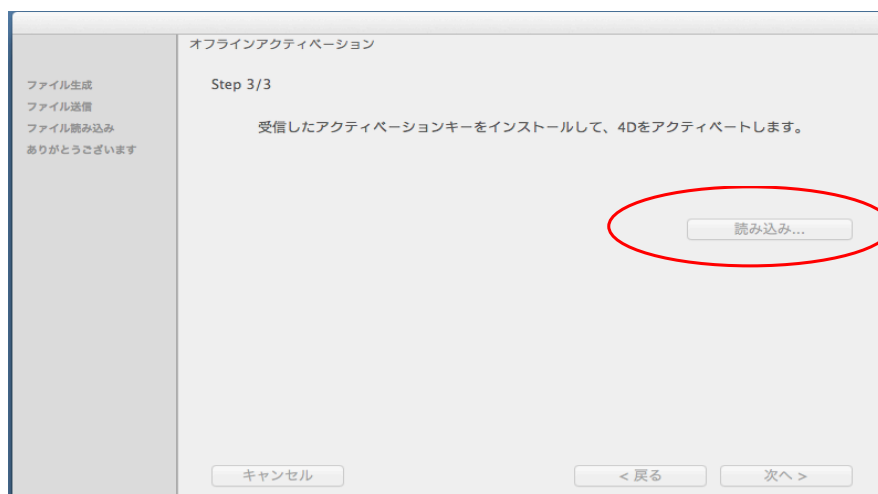 オフラインアクティベーション
ファイル生成
ファイル送信
ファイル読み込み
ありがとうございます
Step 3/3
受信したアクティベーションキーをインストールして、4Dをアクティベートします。
読み込み...
キャンセル
< 戻る
次へ >